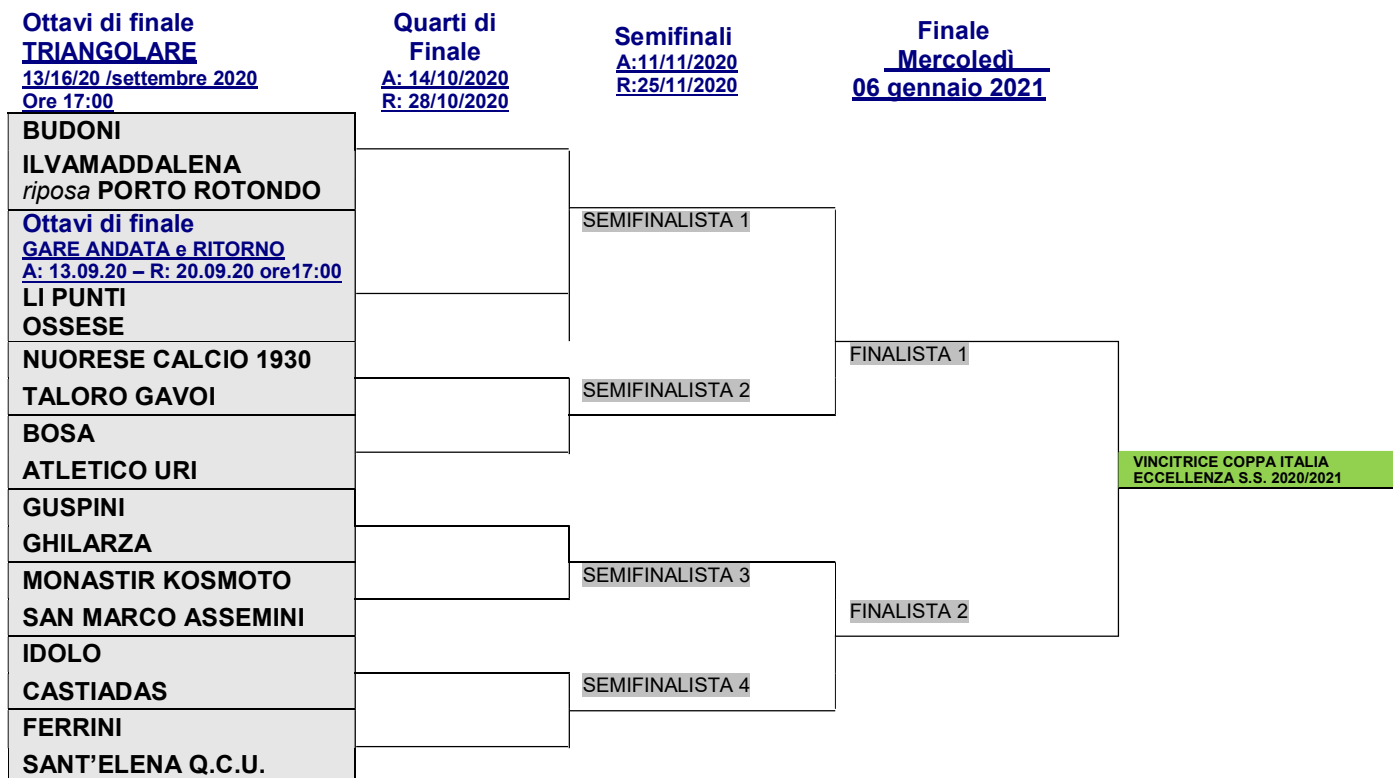 Ottavi di finale
TRIANGOLARE
13/16/20 /settembre 2020
Ore 17:00
Quarti di
Finale
A: 14/10/2020
R: 28/10/2020
Semifinali
A:11/11/2020
R:25/11/2020
Finale
Mercoledì
06 gennaio 2021
BUDONI
ILVAMADDALENA
riposa PORTO ROTONDO
Ottavi di finale
GARE ANDATA e RITORNO
A: 13.09.20 – R: 20.09.20 ore17:00
LI PUNTI
OSSESE
NUORESE CALCIO 1930
TALORO GAVOI
BOSA
ATLETICO URI
GUSPINI
GHILARZA
MONASTIR KOSMOTO
SAN MARCO ASSEMINI
IDOLO
CASTIADAS
FERRINI
SANT’ELENA Q.C.U.
SEMIFINALISTA 1
SEMIFINALISTA 2
SEMIFINALISTA 3
SEMIFINALISTA 4
FINALISTA 1
FINALISTA 2
VINCITRICE COPPA ITALIA
ECCELLENZA S.S. 2020/2021